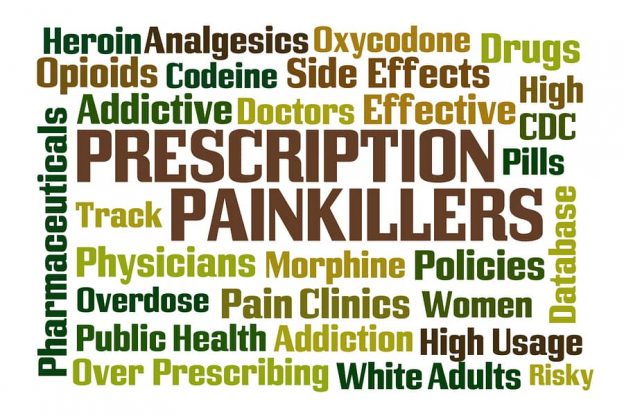 Heroin Analgesics Oxycodone Drugs
Opioids Codeine Side Effects High
Addictive Doctors Effective CDC
PRESCRIPTION Pills
Track PAINKILLERS
Pharmaceuticals
Database
Physicians Morphine Policies
Overdose Pain Clinics Women
Public Health Addiction High Usage
Over Prescribing White Adults Risky